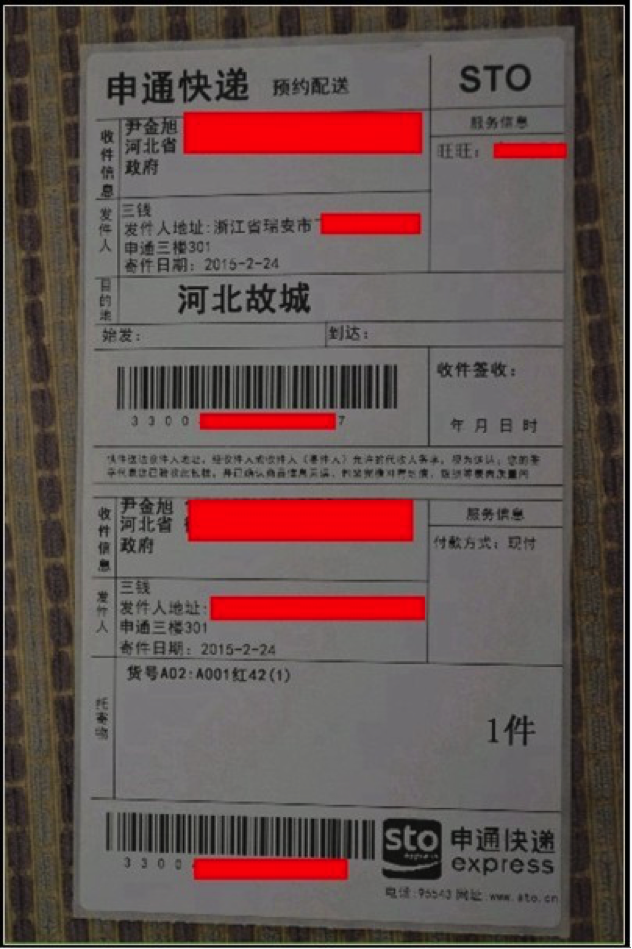 申通快递 预约配送
STO
收件信息
尹金旭
河北省
政府
服务信息
旺旺：
发件人
三钱
发件人地址：浙江省瑞安市
申通三楼301
寄件日期：2015-2-24
目的地
河北故城
始发：
到达：
3300
7
收件签收：
年 月 日 时
收件信息
尹金旭
河北省
政府
服务信息
付款方式：现付
发件人
三钱
发件人地址：
申通三楼301
寄件日期：2015-2-24
托寄物
货号A02：A001红42(1)
1件
3300
sto
express
申通快递
express
电话：95543 网址：www.sto.cn